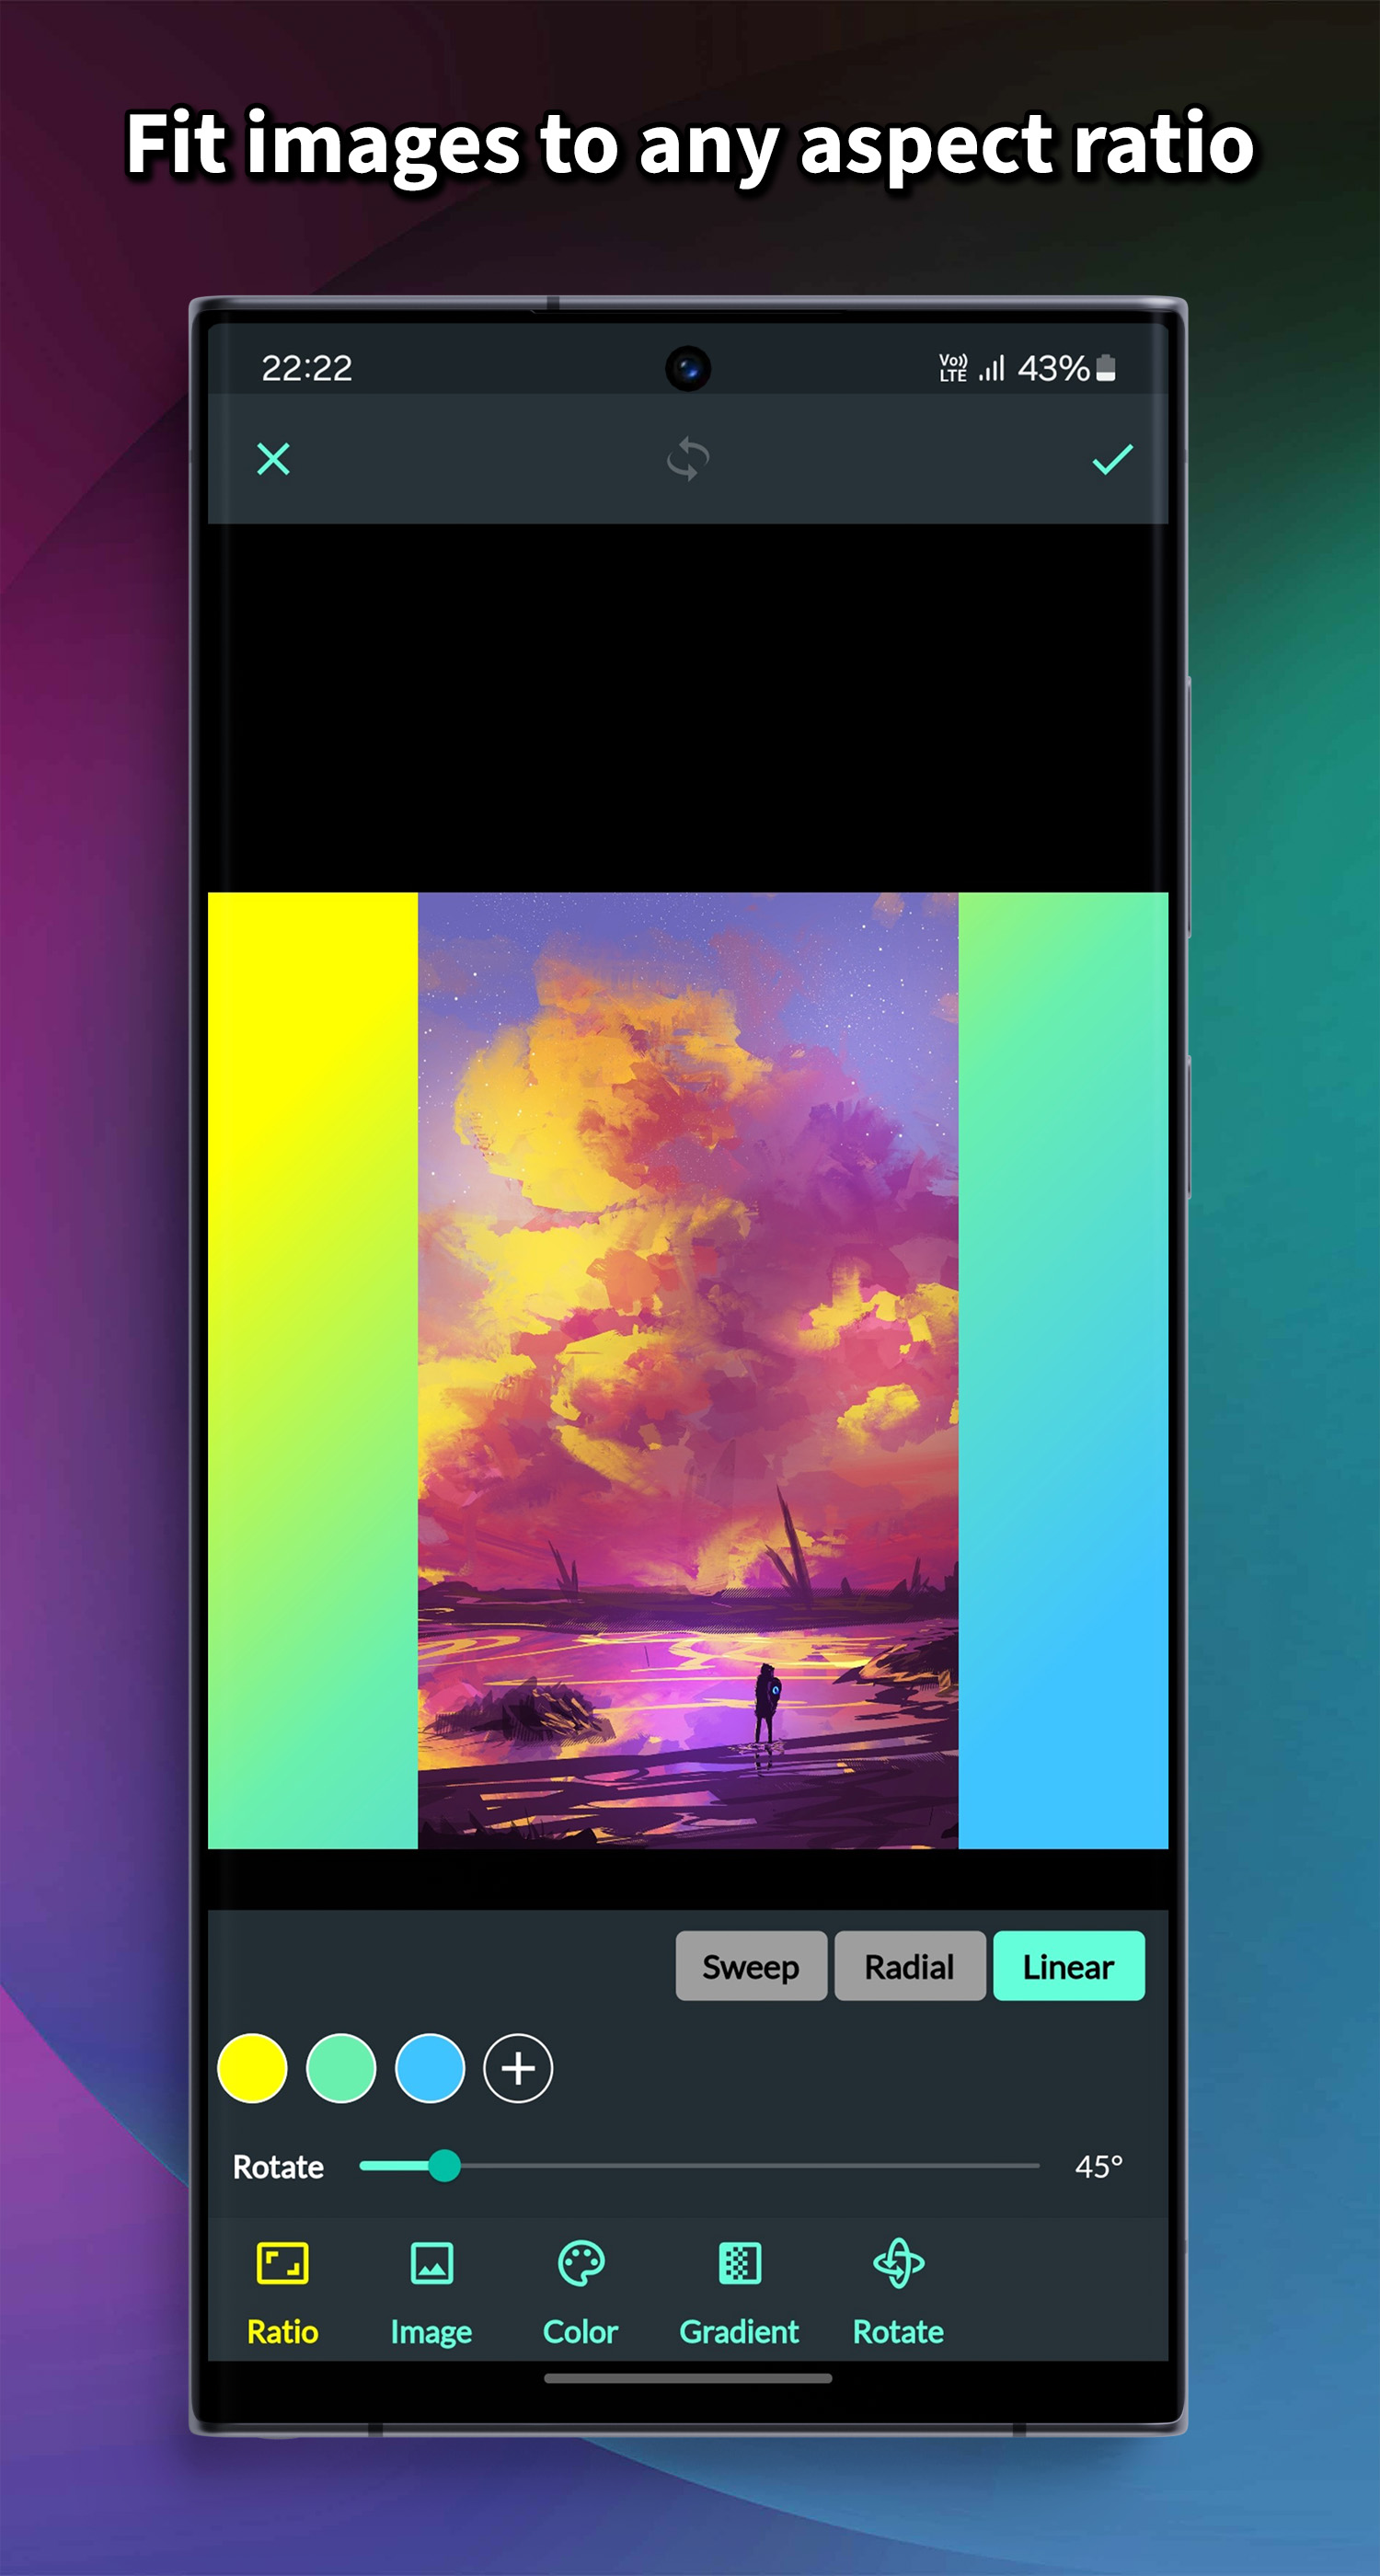 Fit images to any aspect ratio
22:22
Vo)) LTE 43%
Sweep Radial Linear
Rotate 45°
Ratio Image Color Gradient Rotate